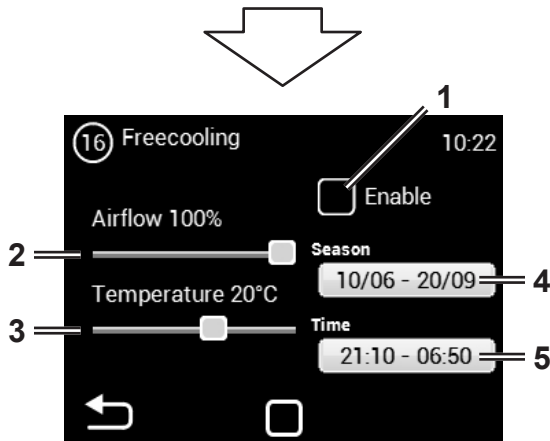 1
16 Freecooling 10:22
Enable
Airflow 100%
2
Season
10/06 - 20/09
4
Temperature 20°C
3
Time
21:10 - 06:50
5